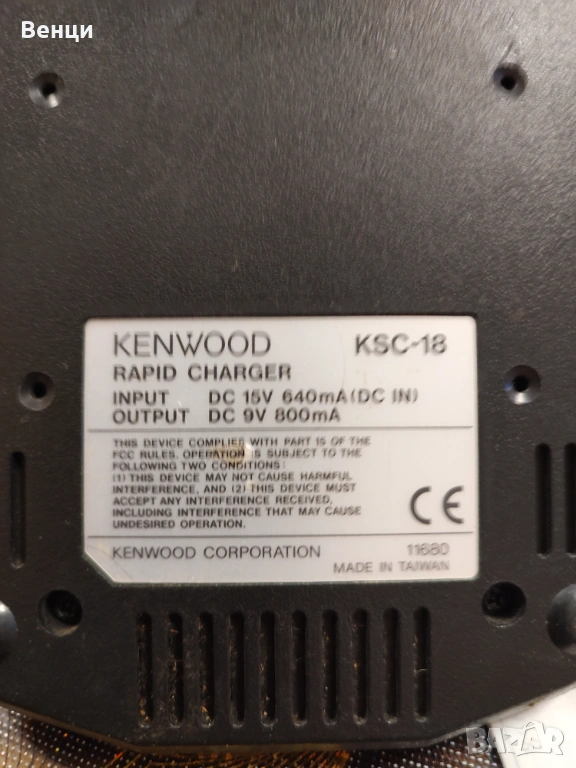 Венци
KENWOOD KSC-18
RAPID CHARGER
INPUT DC 15V 640mA(DC IN)
OUTPUT DC 9V 800mA
THIS DEVICE COMPLIES WITH PART 15 OF THE
FCC RULES. OPERATION IS SUBJECT TO THE
FOLLOWING TWO CONDITIONS:
(1) THIS DEVICE MAY NOT CAUSE HARMFUL
INTERFERENCE, AND (2) THIS DEVICE MUST
ACCEPT ANY INTERFERENCE RECEIVED,
INCLUDING INTERFERENCE THAT MAY CAUSE
UNDESIRED OPERATION.
CE
KENWOOD CORPORATION 11680
MADE IN TAIWAN
BAZAR